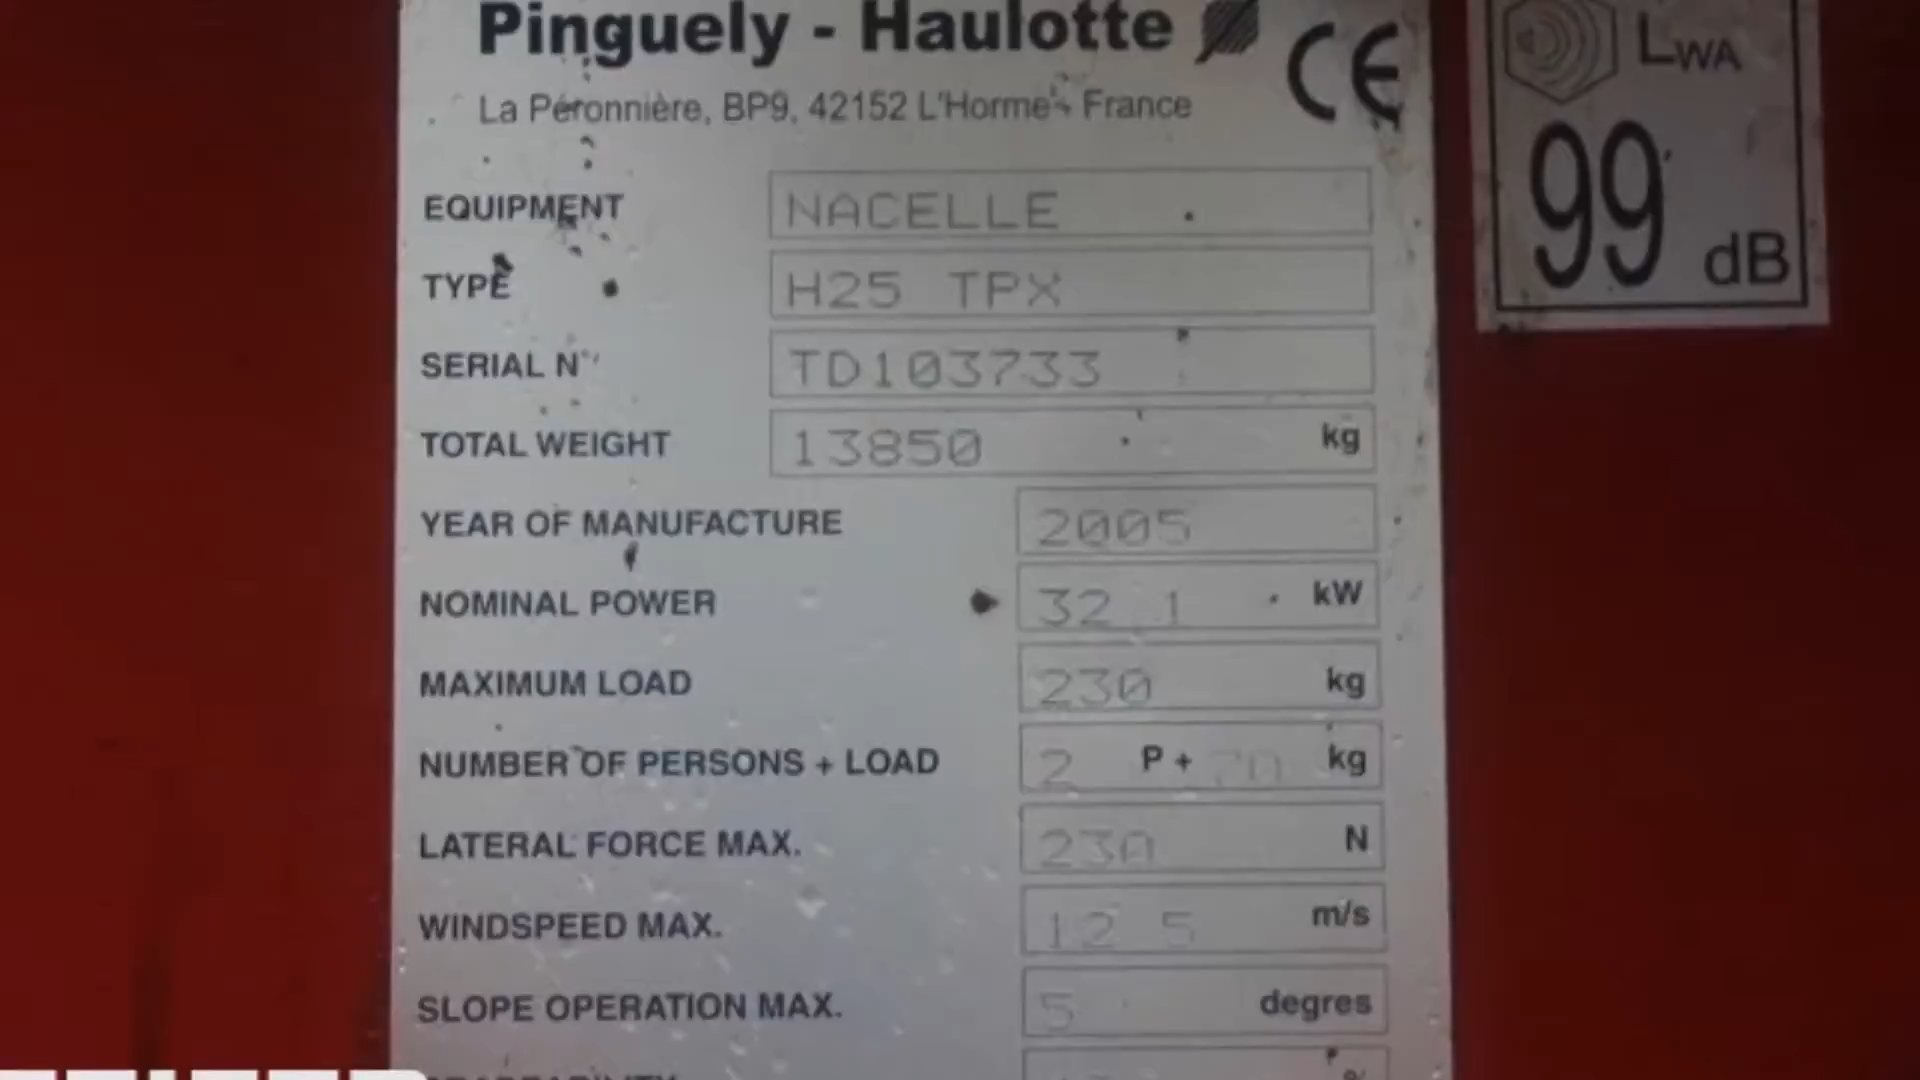 Pinguely - Haulotte
CE
La Péronnière, BP9, 42152 L'Horme - France
LWA
99 dB
EQUIPMENT NACELLE
TYPE H25 TPX
SERIAL N° TD103733
TOTAL WEIGHT 13850 kg
YEAR OF MANUFACTURE 2005
NOMINAL POWER 32.1 kW
MAXIMUM LOAD 230 kg
NUMBER OF PERSONS + LOAD 2 P + 70 kg
LATERAL FORCE MAX. 230 N
WINDSPEED MAX. 12 5 m/s
SLOPE OPERATION MAX. 5 degres
%